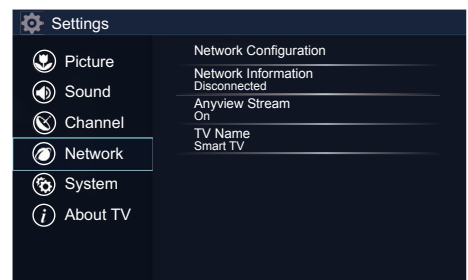 Settings
Picture
Sound
Channel
Network
System
About TV
Network Configuration
Network Information
Disconnected
Anyview Stream
On
TV Name
Smart TV